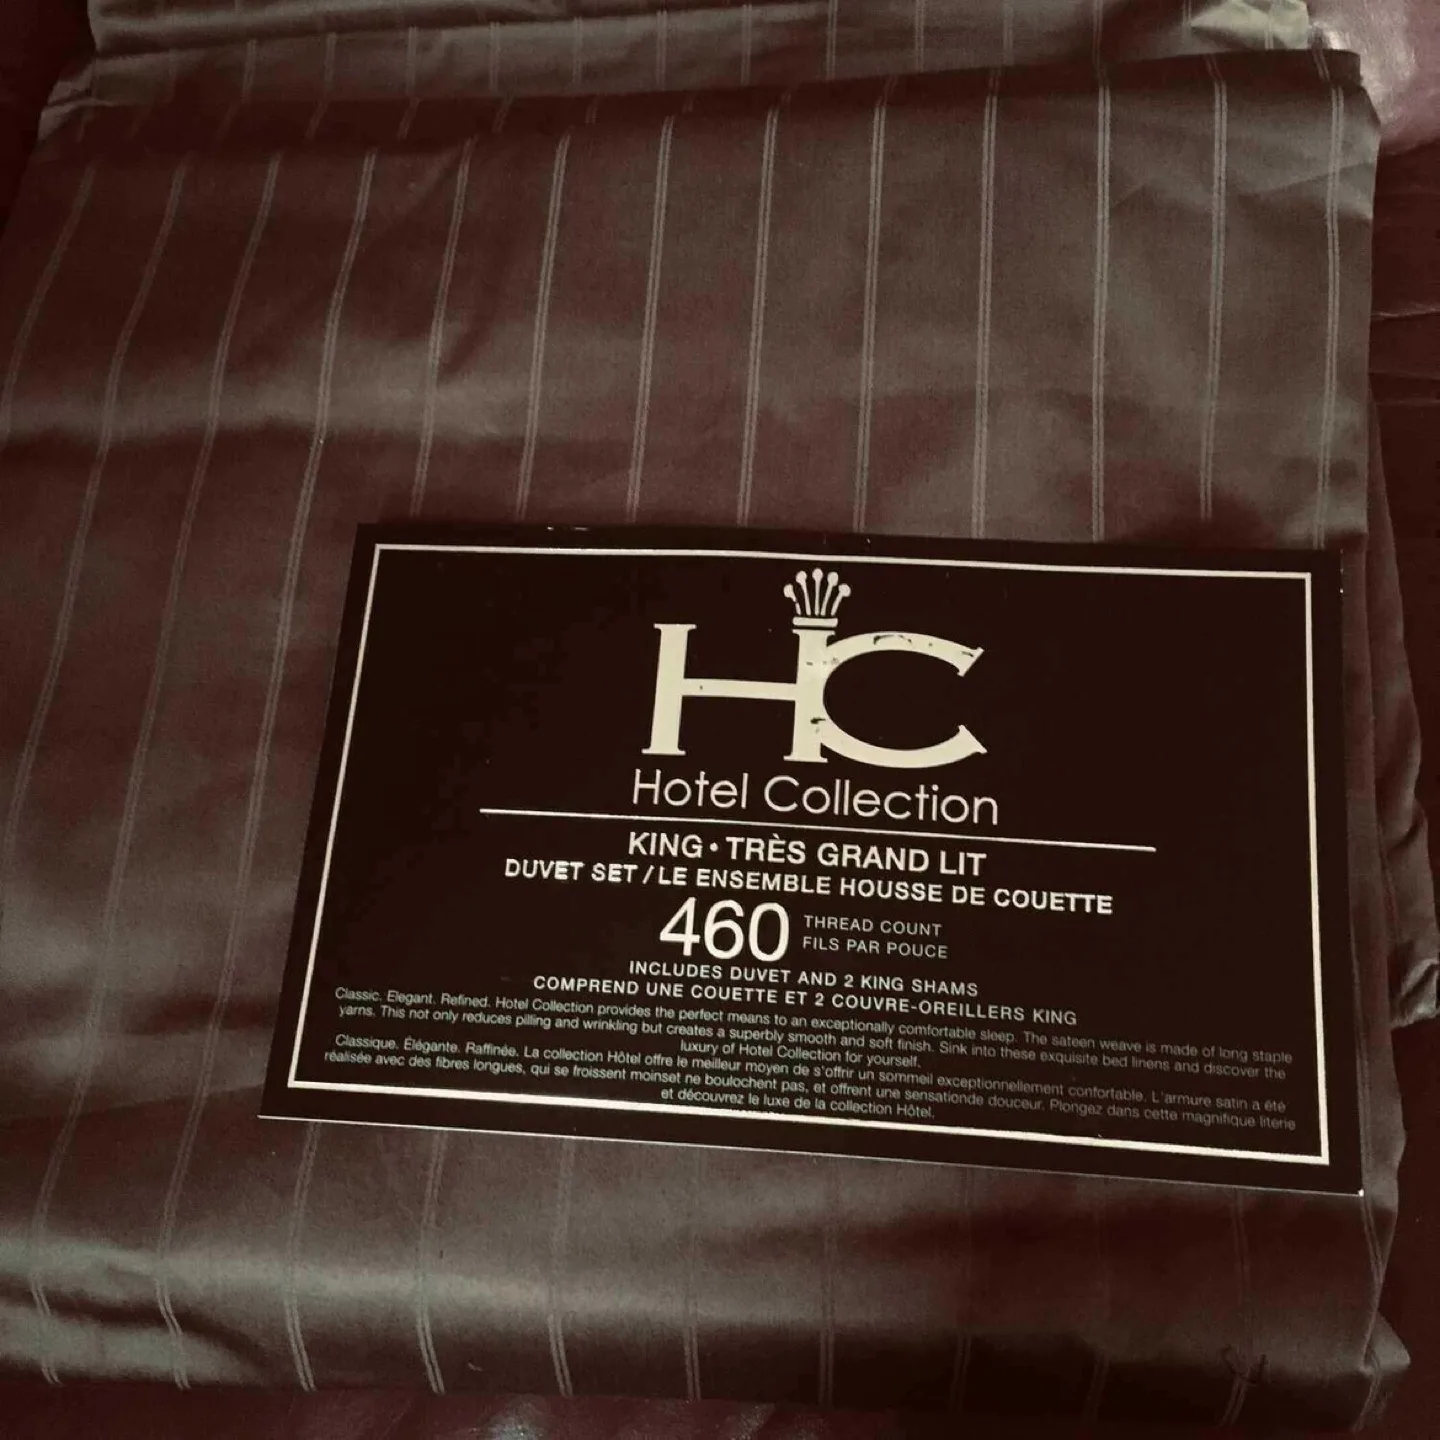 HC
Hotel Collection
KING • TRÈS GRAND LIT
DUVET SET / LE ENSEMBLE HOUSSE DE COUETTE
460 THREAD COUNT
FILS PAR POUCE
INCLUDES DUVET AND 2 KING SHAMS
COMPREND UNE COUETTE ET 2 COUVRE-OREILLERS KING
Classic. Elegant. Refined. Hotel Collection provides the perfect means to an exceptionally comfortable sleep. The sateen weave is made of long staple
yarns. This not only reduces pilling and wrinkling but creates a superbly smooth and soft finish. Sink into these exquisite bed linens and discover the
luxury of Hotel Collection for yourself.
Classique. Élégante. Raffinée. La collection Hôtel offre le meilleur moyen de s'offrir un sommeil exceptionnellement confortable. L'armure satin a été
réalisée avec des fibres longues, qui se froissent moinset ne boulochent pas, et offrent une sensationde douceur. Plongez dans cette magnifique literie
et découvrez le luxe de la collection Hôtel.